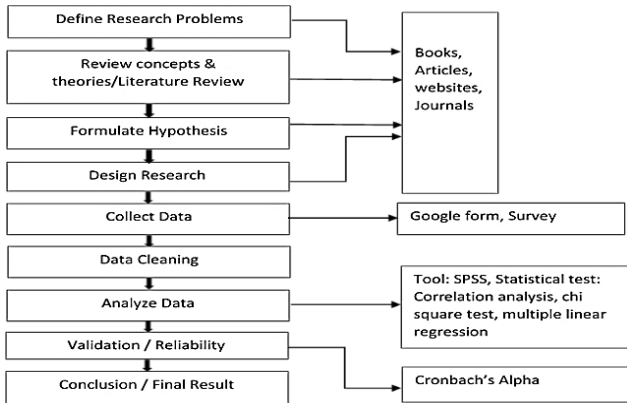 Define Research Problems
Review concepts &
theories/Literature Review
Formulate Hypothesis
Design Research
Collect Data
Data Cleaning
Analyze Data
Validation / Reliability
Conclusion / Final Result
Books,
Articles,
websites,
Journals
Google form, Survey
Tool: SPSS, Statistical test:
Correlation analysis, chi
square test, multiple linear
regression
Cronbach's Alpha